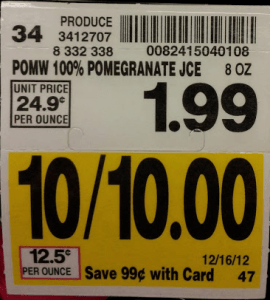 PRODUCE
34 3412707
8 332 338 0082415040108
POMW 100% POMEGRANATE JCE 8 OZ
UNIT PRICE
24.9¢
PER OUNCE
1.99
10/10.00
12.5¢
PER OUNCE
12/16/12
Save 99¢ with Card 47